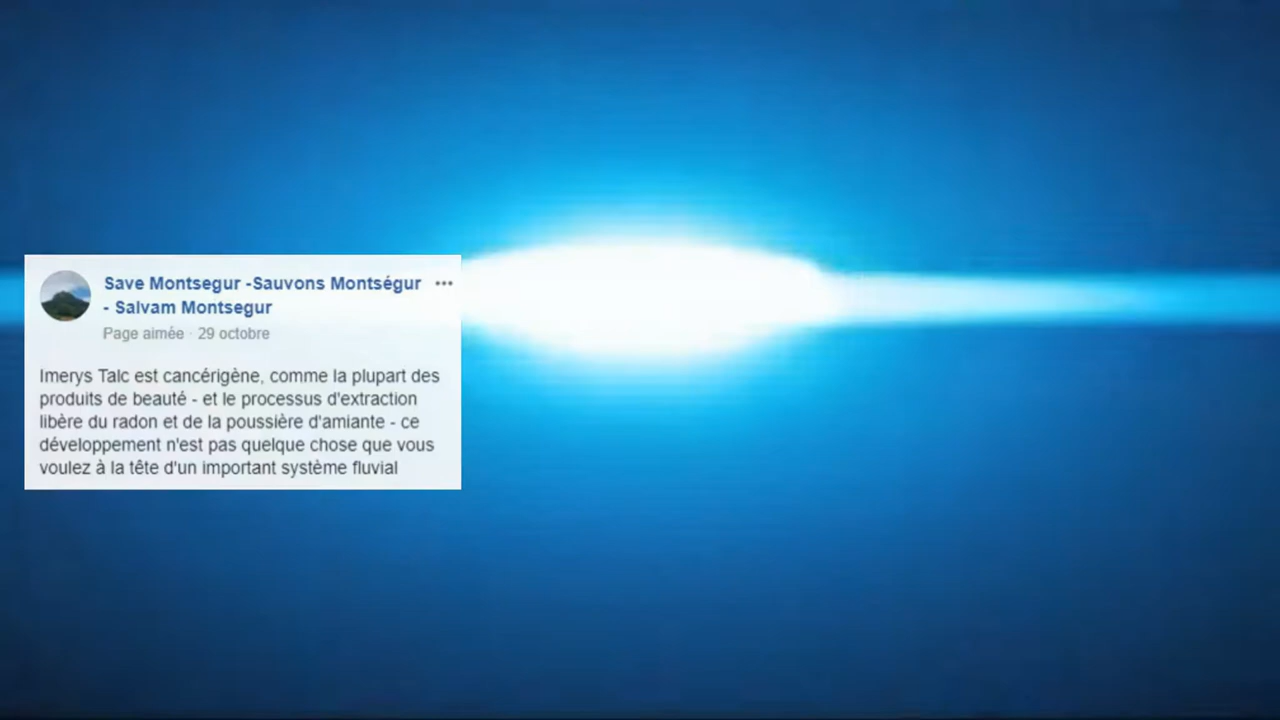 Save Montsegur -Sauvons Montségur
- Salvam Montsegur
Page aimée · 29 octobre
Imerys Talc est cancérigène, comme la plupart des
produits de beauté - et le processus d'extraction
libère du radon et de la poussière d'amiante - ce
développement n'est pas quelque chose que vous
voulez à la tête d'un important système fluvial